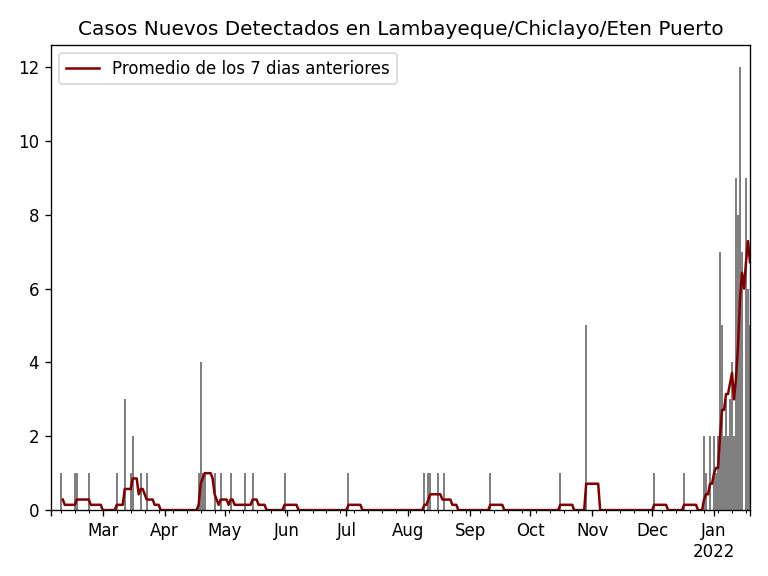 Casos Nuevos Detectados en Lambayeque/Chiclayo/Eten Puerto
Promedio de los 7 dias anteriores
12
10
8
6
4
2
0
Mar Apr May Jun Jul Aug Sep Oct Nov Dec Jan
2022